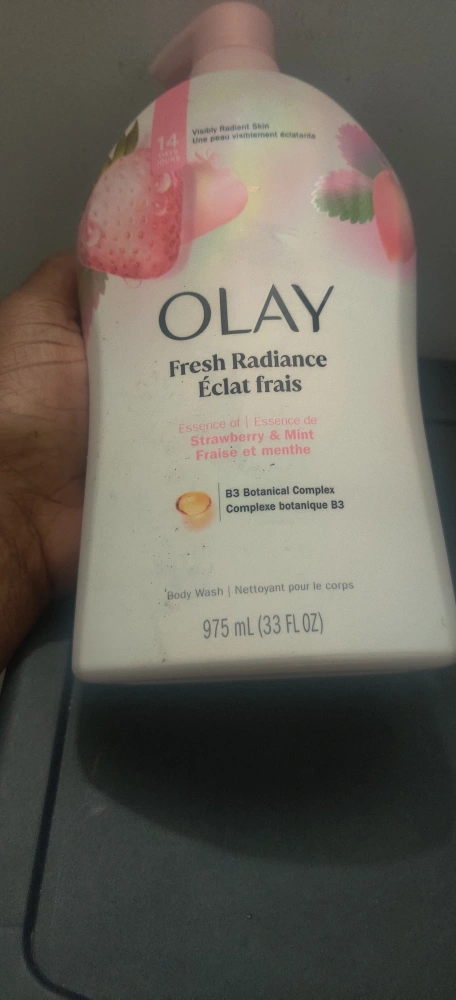 14
Visibly Radiant Skin
Une peau visiblement éclatante
OLAY
Fresh Radiance
Éclat frais
Essence of | Essence de
Strawberry & Mint
Fraise et menthe
B3 Botanical Complex
Complexe botanique B3
Body Wash | Nettoyant pour le corps
975 mL (33 FL OZ)